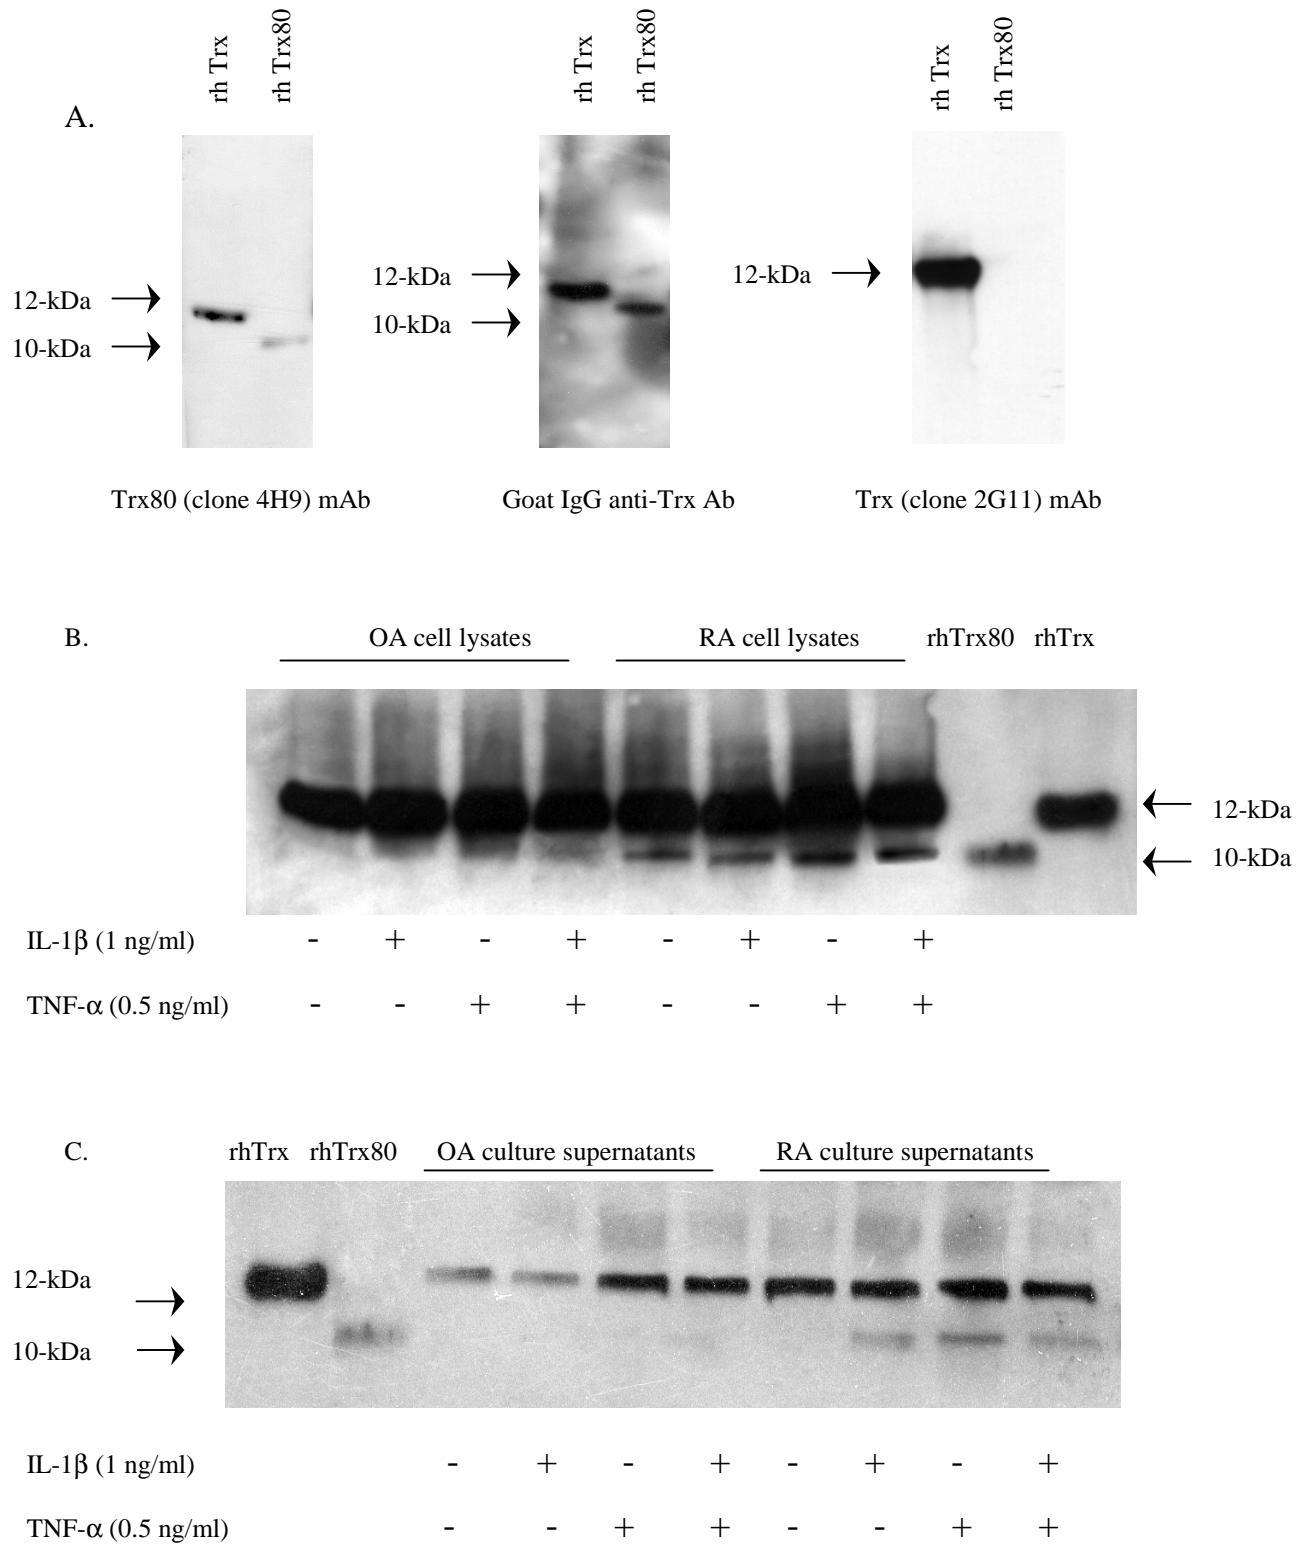 rh Trx rh Trx80 rh Trx rh Trx80 rh Trx rh Trx80
A.
12-kDa
10-kDa
12-kDa
10-kDa
12-kDa
Trx80 (clone 4H9) mAb Goat IgG anti-Trx Ab Trx (clone 2G11) mAb
B. OA cell lysates RA cell lysates rhTrx80 rhTrx
12-kDa
10-kDa
IL-1β (1 ng/ml) - + - + - + - +
TNF-α (0.5 ng/ml) - - + + - - + +
C. rhTrx rhTrx80 OA culture supernatants RA culture supernatants
12-kDa
10-kDa
IL-1β (1 ng/ml) - + - + - + - +
TNF-α (0.5 ng/ml) - - + + - - + +